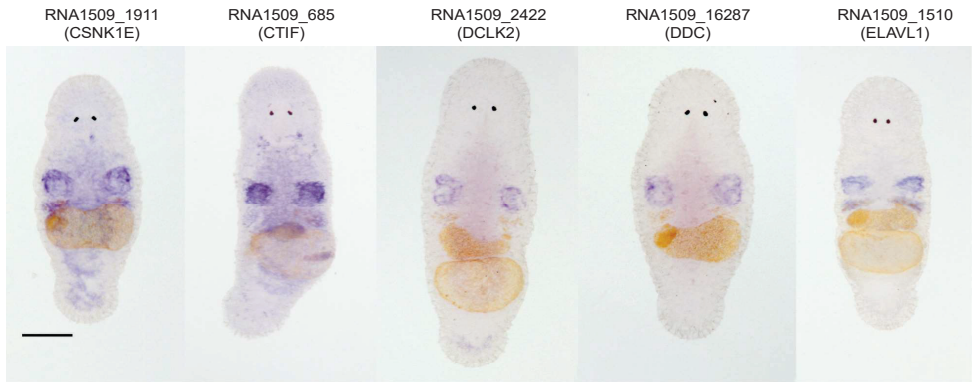 RNA1509_1911
(CSNK1E)
RNA1509_685
(CTIF)
RNA1509_2422
(DCLK2)
RNA1509_16287
(DDC)
RNA1509_1510
(ELAVL1)